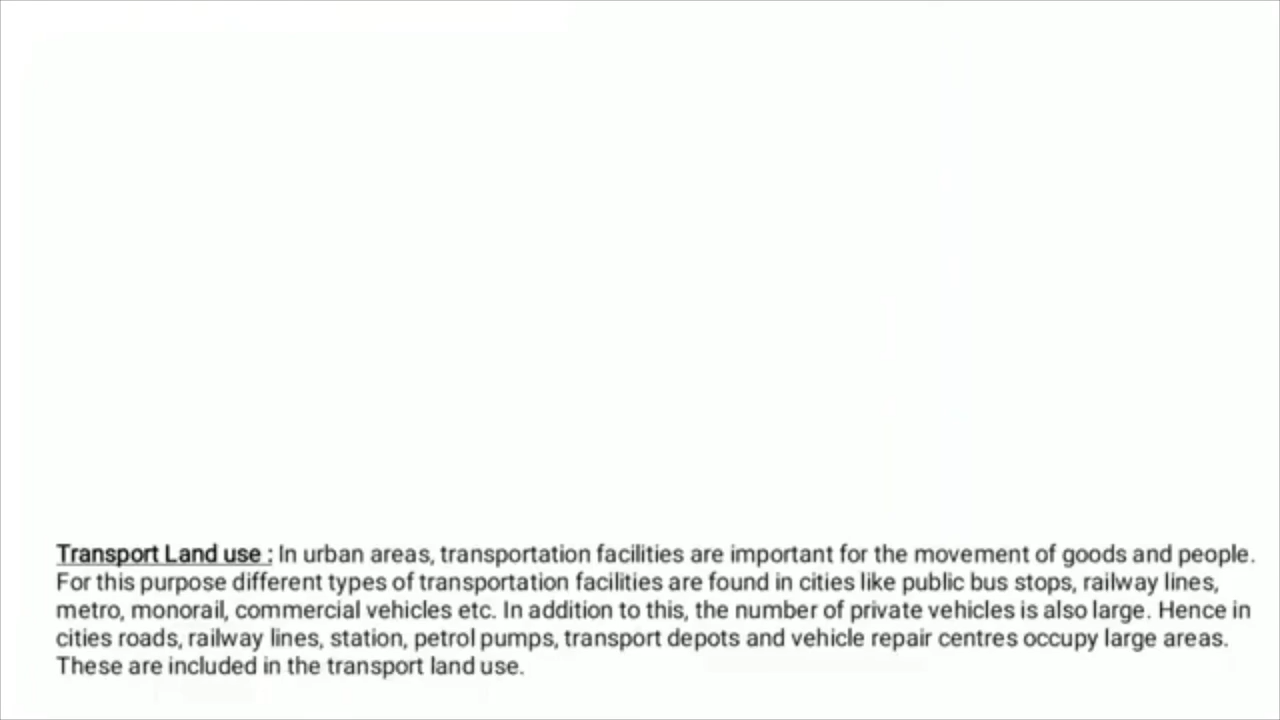 Transport Land use : In urban areas, transportation facilities are important for the movement of goods and people.
For this purpose different types of transportation facilities are found in cities like public bus stops, railway lines,
metro, monorail, commercial vehicles etc. In addition to this, the number of private vehicles is also large. Hence in
cities roads, railway lines, station, petrol pumps, transport depots and vehicle repair centres occupy large areas.
These are included in the transport land use.